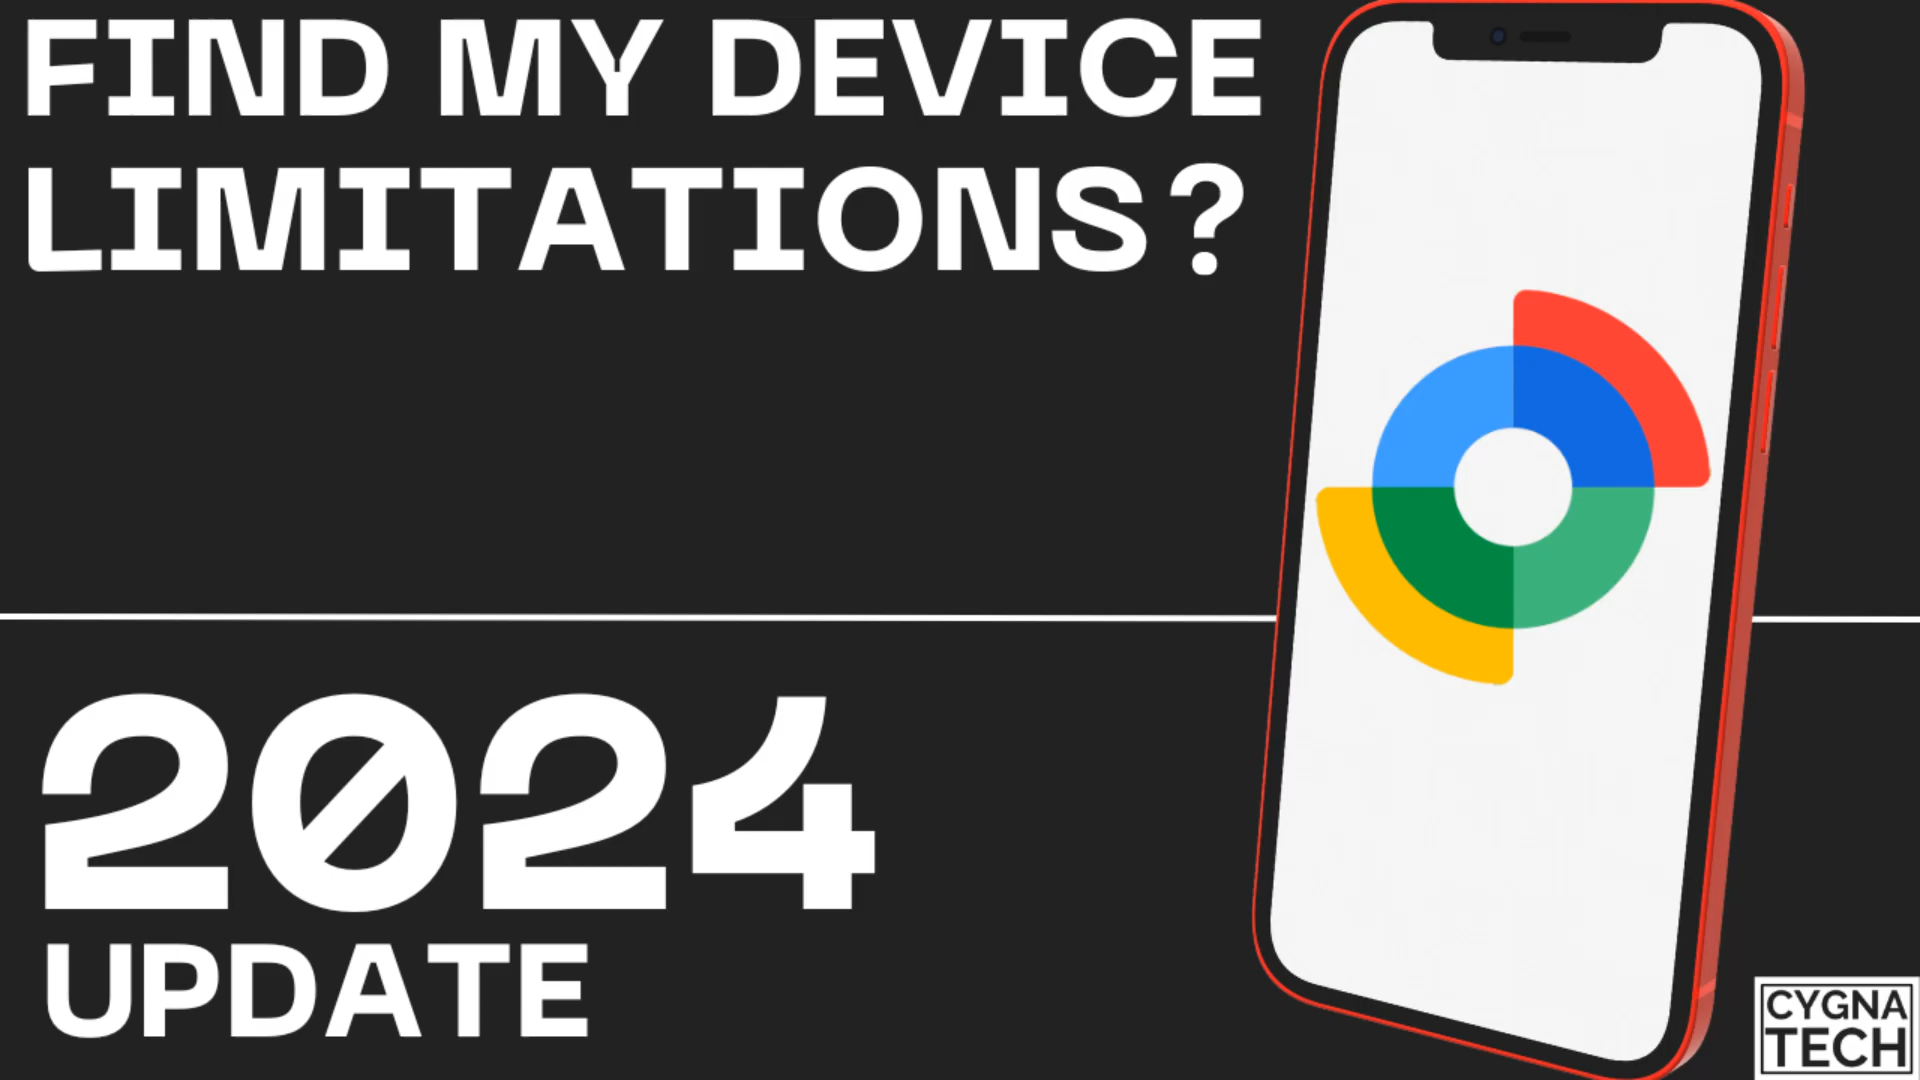 FIND MY DEVICE
LIMITATIONS?
2024
UPDATE
CYGNA
TECH